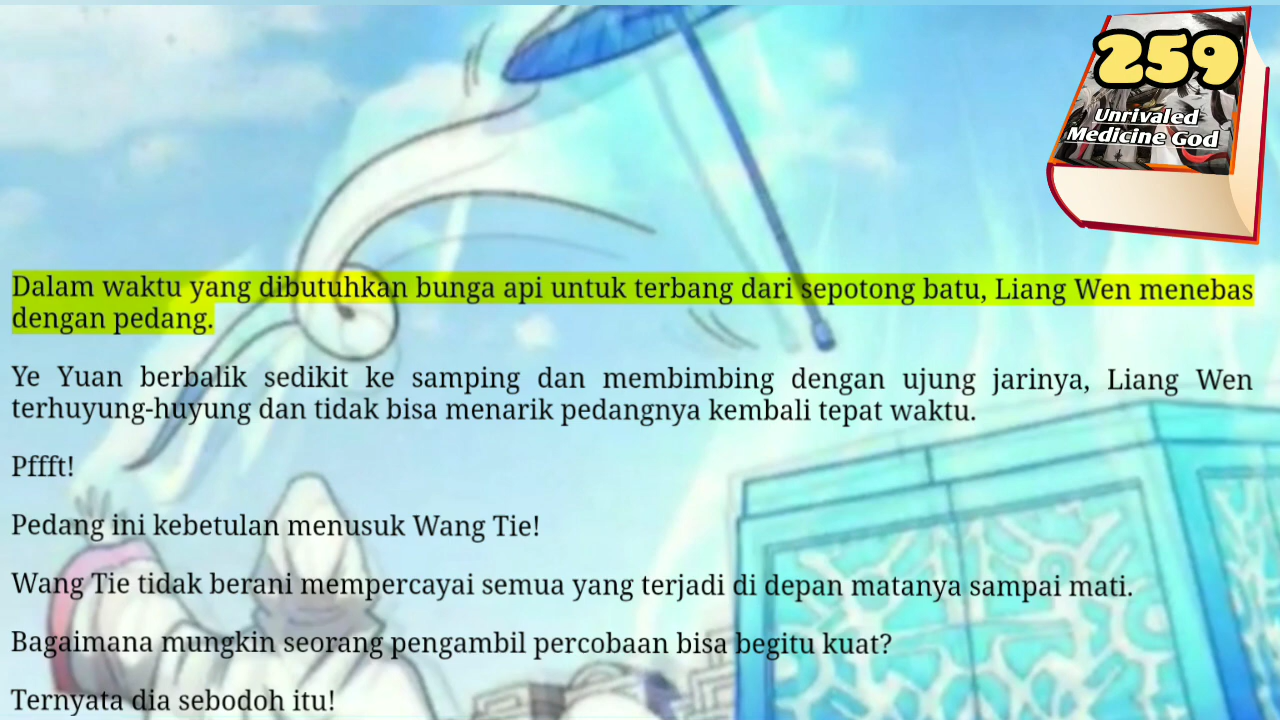 259
Unrivaled
Medicine God
Dalam waktu yang dibutuhkan bunga api untuk terbang dari sepotong batu, Liang Wen menebas
dengan pedang.
Ye Yuan berbalik sedikit ke samping dan membimbing dengan ujung jarinya, Liang Wen
terhuyung-huyung dan tidak bisa menarik pedangnya kembali tepat waktu.
Pffft!
Pedang ini kebetulan menusuk Wang Tie!
Wang Tie tidak berani mempercayai semua yang terjadi di depan matanya sampai mati.
Bagaimana mungkin seorang pengambil percobaan bisa begitu kuat?
Ternyata dia sebodoh itu!